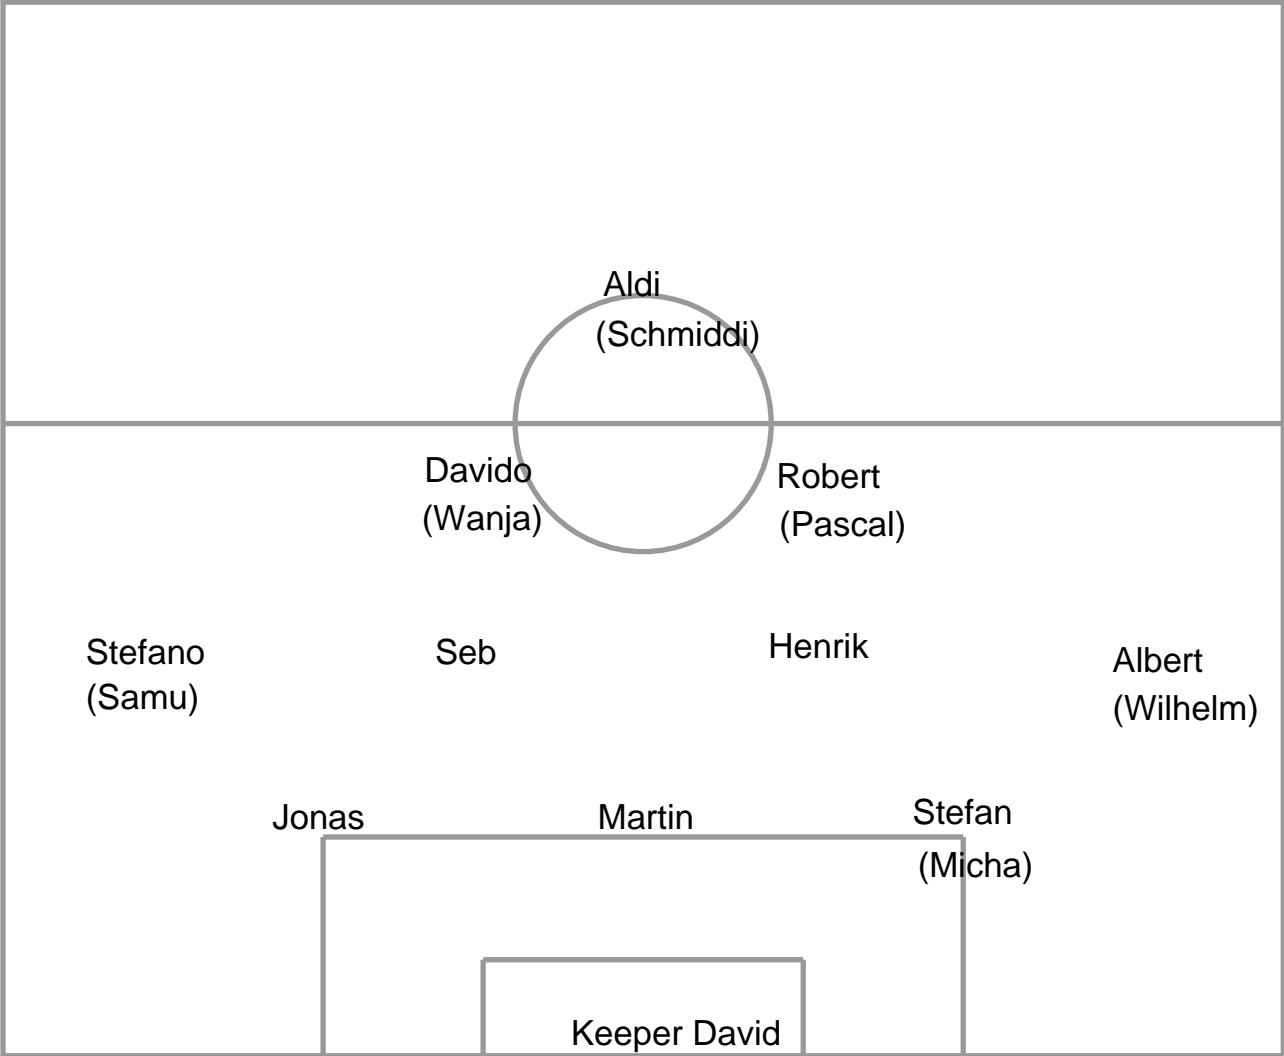 Aldi
(Schmiddi)
Davido
(Wanja)
Robert
(Pascal)
Stefano
(Samu)
Seb
Henrik
Albert
(Wilhelm)
Jonas
Martin
Stefan
(Micha)
Keeper David